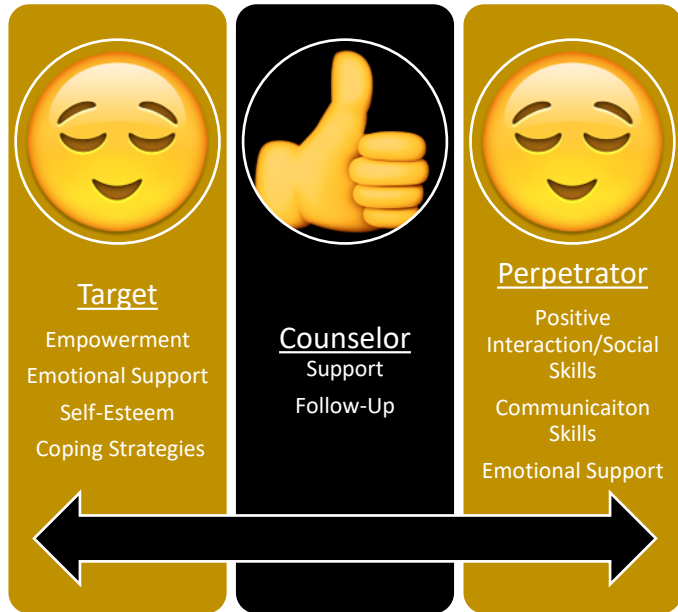 Target
Empowerment
Emotional Support
Self-Esteem
Coping Strategies
Counselor
Support
Follow-Up
Perpetrator
Positive
Interaction/Social
Skills
Communicaiton
Skills
Emotional Support